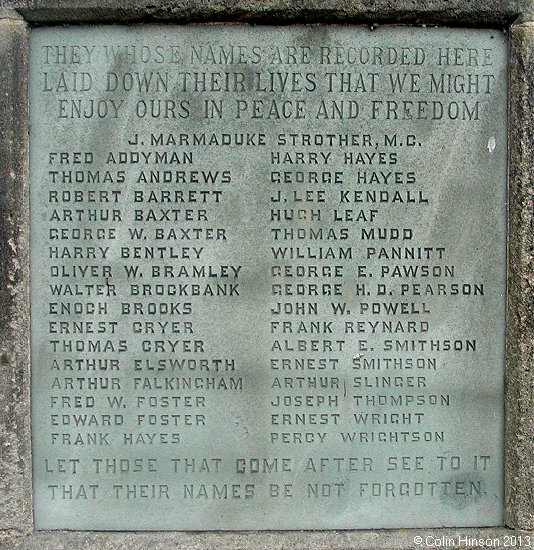 THEY WHOSE NAMES ARE RECORDED HERE
LAID DOWN THEIR LIVES THAT WE MIGHT
ENJOY OURS IN PEACE AND FREEDOM
J. MARMADUKE STROTHER, M.C.
FRED ADDYMAN
THOMAS ANDREWS
ROBERT BARRETT
ARTHUR BAXTER
GEORGE W. BAXTER
HARRY BENTLEY
OLIVER W. BRAMLEY
WALTER BROCKBANK
ENOCH BROOKS
ERNEST CRYER
THOMAS CRYER
ARTHUR ELSWORTH
ARTHUR FALKINGHAM
FRED W. FOSTER
EDWARD FOSTER
FRANK HAYES
HARRY HAYES
GEORGE HAYES
J. LEE KENDALL
HUGH LEAF
THOMAS MUDD
WILLIAM PANNITT
GEORGE E. PAWSON
GEORGE H. D. PEARSON
JOHN W. POWELL
FRANK REYNARD
ALBERT E. SMITHSON
ERNEST SMITHSON
ARTHUR SLINGER
JOSEPH THOMPSON
ERNEST WRIGHT
PERCY WRIGHTSON
LET THOSE THAT COME AFTER SEE TO IT
THAT THEIR NAMES BE NOT FORGOTTEN.
©Colin Hinson 2013